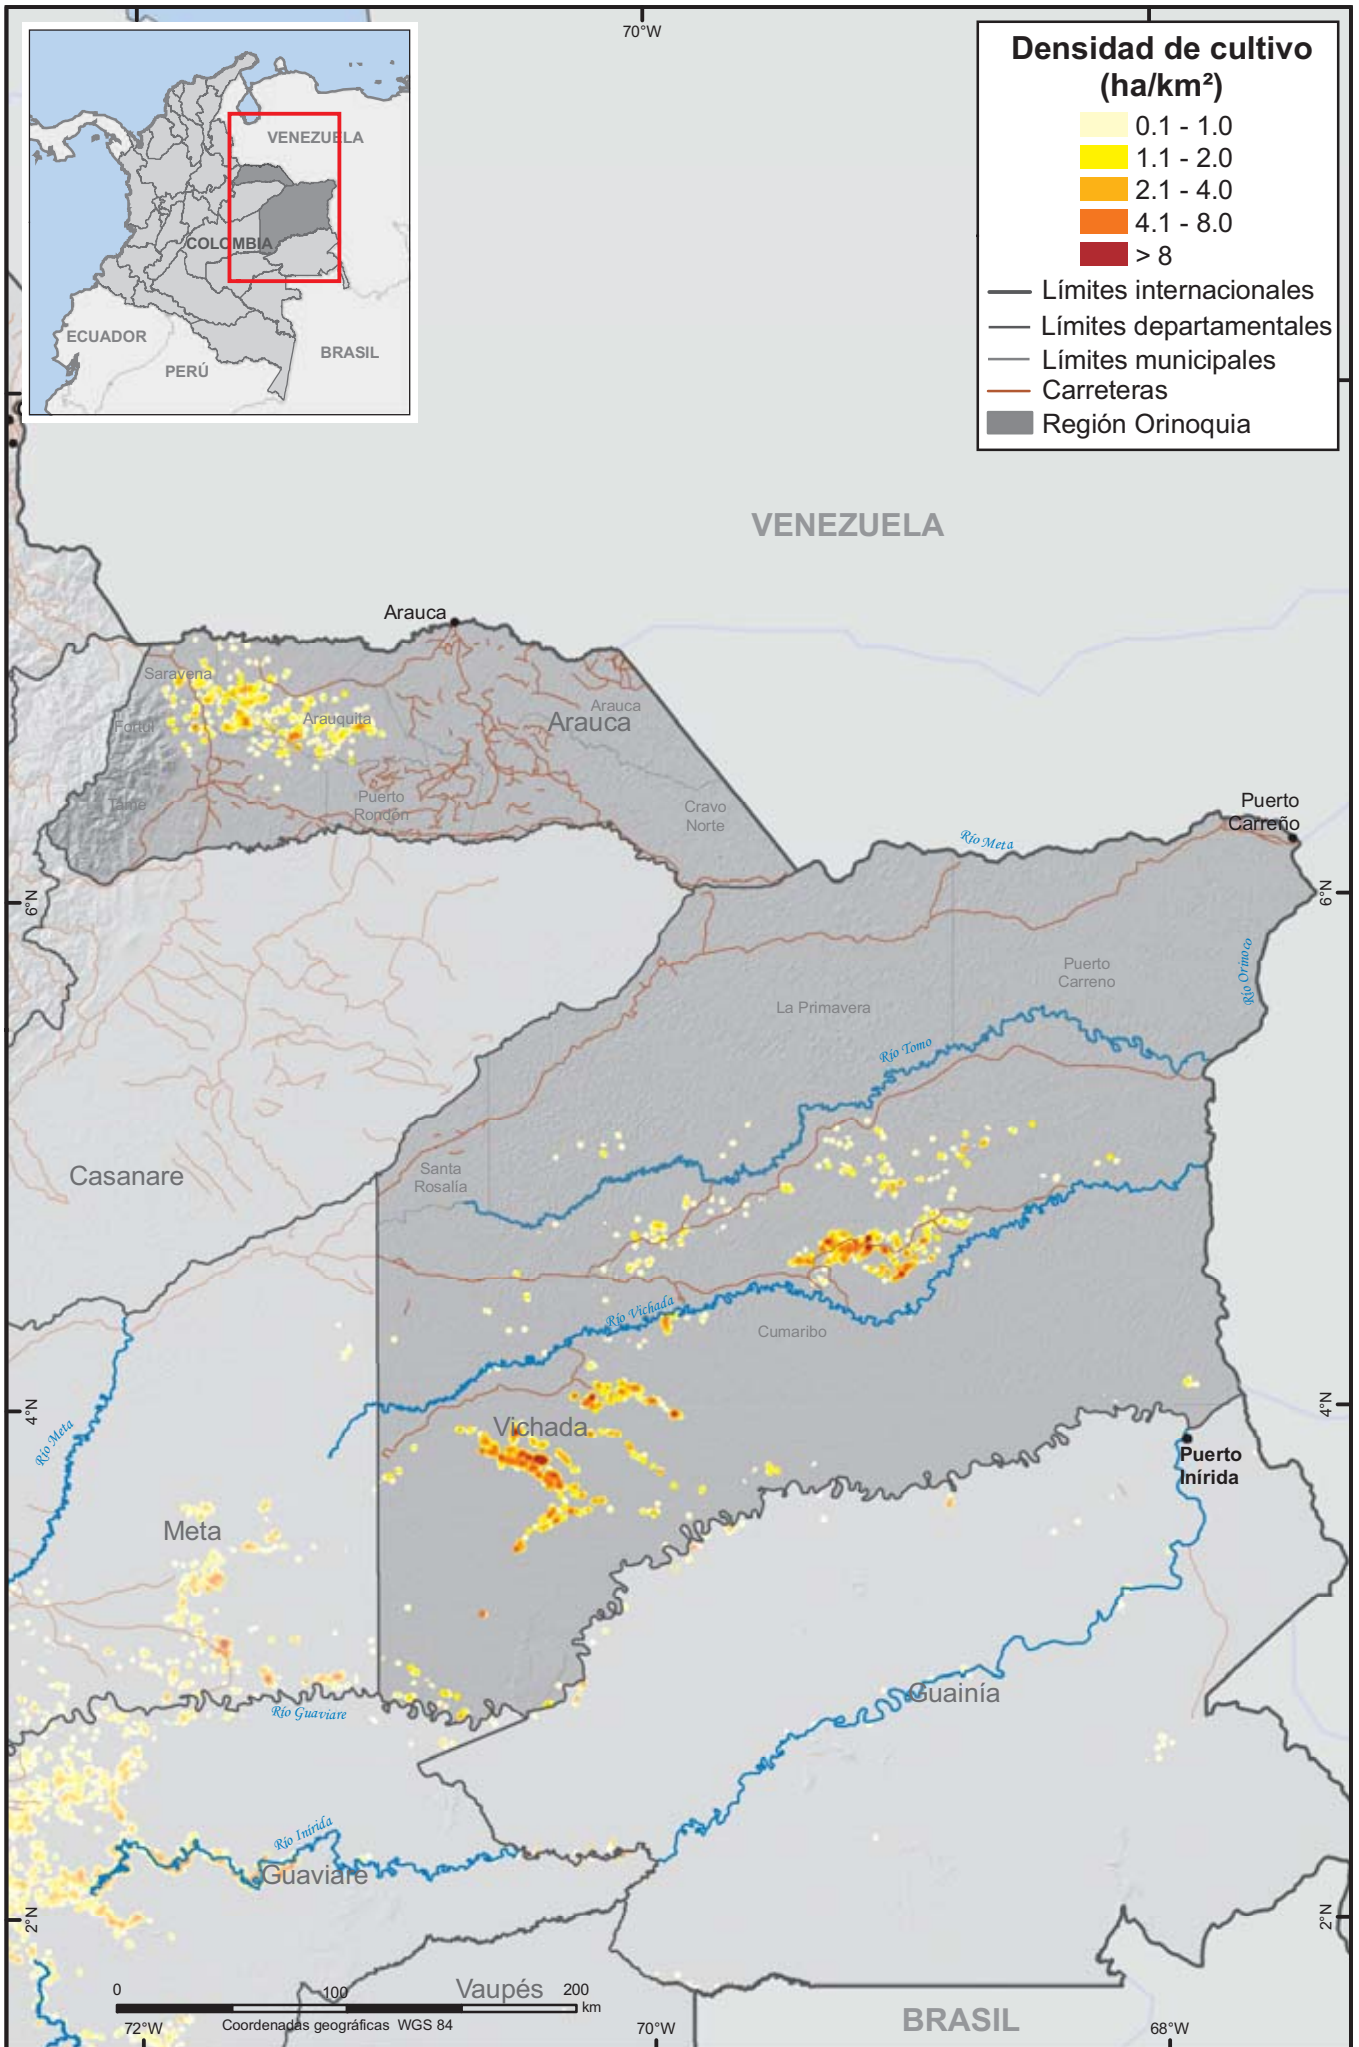 70°W
VENEZUELA
COLOMBIA
ECUADOR
PERÚ
BRASIL
Densidad de cultivo
(ha/km²)
0.1 - 1.0
1.1 - 2.0
2.1 - 4.0
4.1 - 8.0
> 8
Límites internacionales
Límites departamentales
Límites municipales
Carreteras
Región Orinoquia
VENEZUELA
Arauca
Saravena
Fortul
Arauquita
Arauca
Arauca
Tame
Puerto
Rondón
Cravo
Norte
Puerto
Carreño
Río Meta
6°N
6°N
Río Orinoco
Puerto
Carreno
La Primavera
Río Tomo
Casanare
Santa
Rosalía
Río Vichada
Cumaribo
4°N
4°N
Río Meta
Vichada
Puerto
Inírida
Meta
Guainía
Río Guaviare
Río Inírida
Guaviare
2°N
2°N
0
100
200
km
Vaupés
Coordenadas geográficas WGS 84
BRASIL
72°W
70°W
68°W